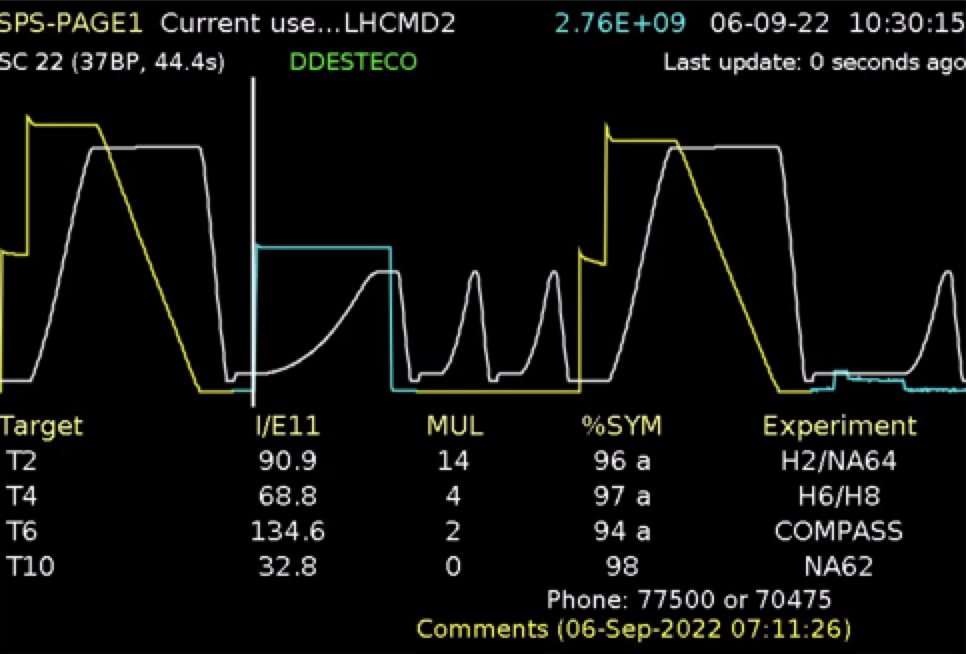 SPS-PAGE1 Current use...LHCMD2 2.76E+09 06-09-22 10:30:15
SC 22 (37BP, 44.4s) DDESTECO Last update: 0 seconds ago
Target I/E11 MUL %SYM Experiment
T2 90.9 14 96 a H2/NA64
T4 68.8 4 97 a H6/H8
T6 134.6 2 94 a COMPASS
T10 32.8 0 98 NA62
Phone: 77500 or 70475
Comments (06-Sep-2022 07:11:26)